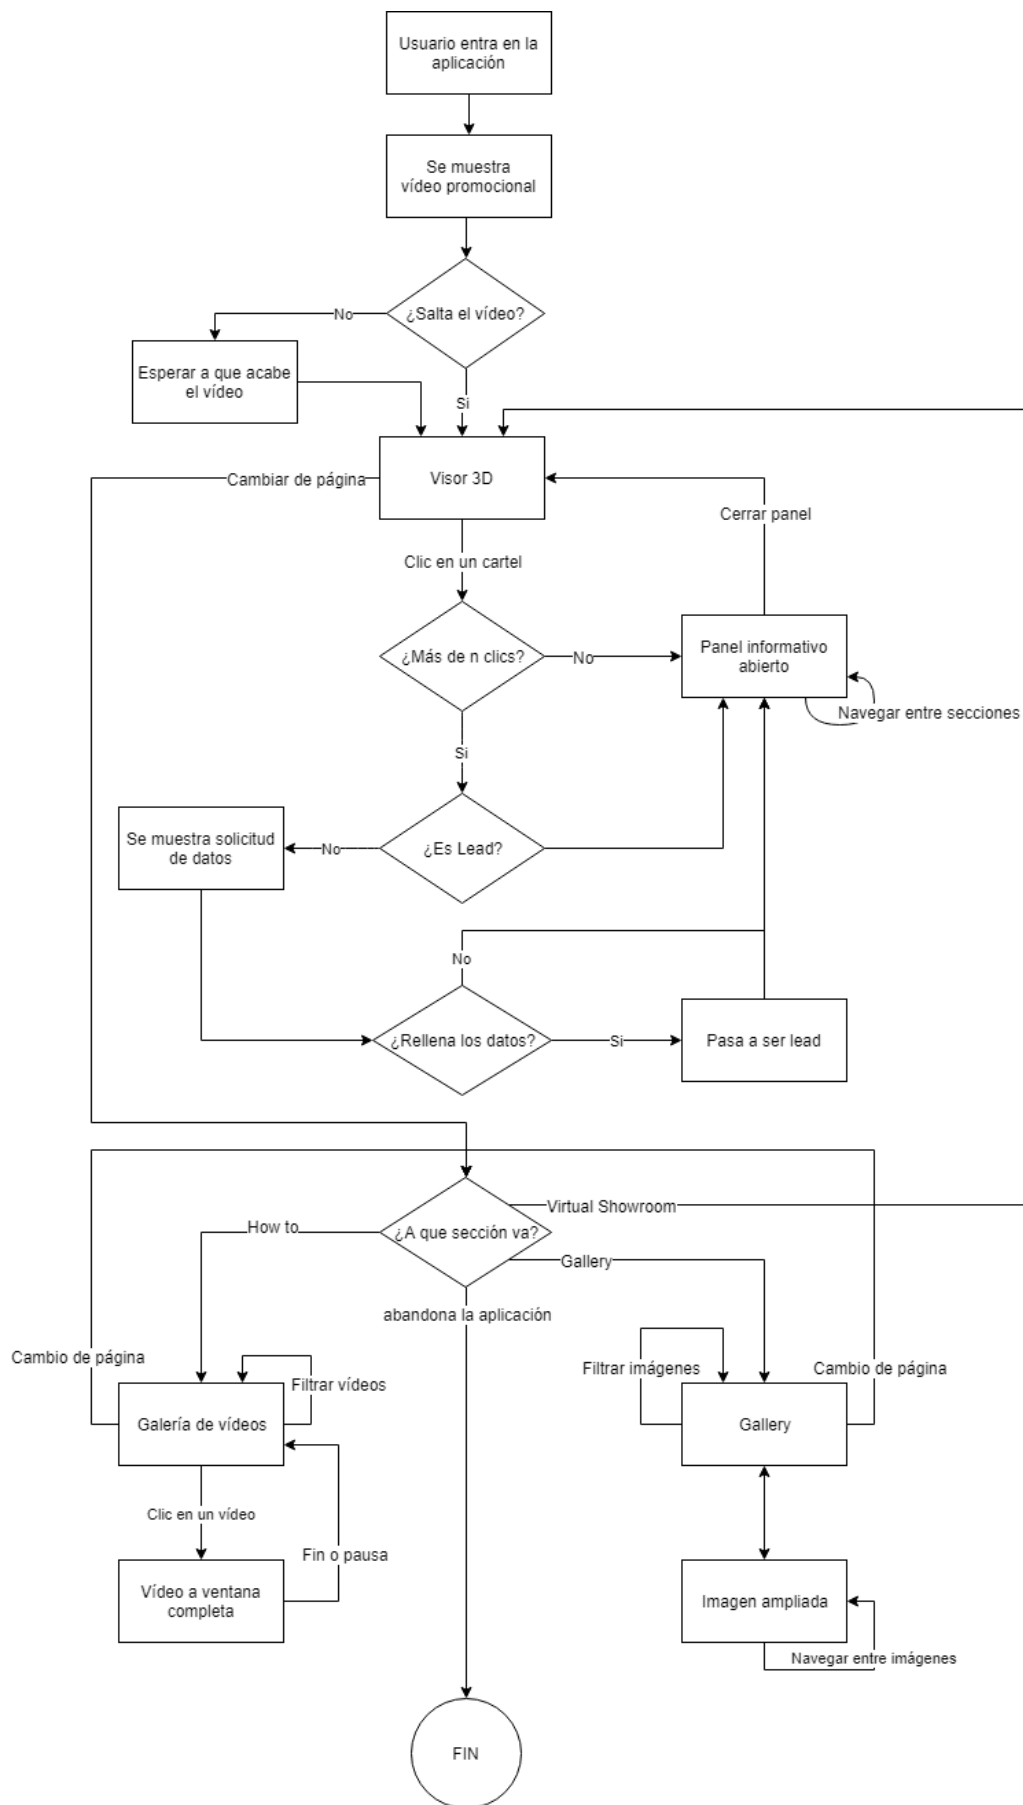 Usuario entra en la
aplicación
Se muestra
vídeo promocional
¿Salta el vídeo?
No
Esperar a que acabe
el vídeo
Si
Cambiar de página
Visor 3D
Cerrar panel
Clic en un cartel
¿Más de n clics?
No
Panel informativo
abierto
Navegar entre secciones
Si
Se muestra solicitud
de datos
No
¿Es Lead?
No
¿Rellena los datos?
Si
Pasa a ser lead
Virtual Showroom
How to
¿A que sección va?
Gallery
abandona la aplicación
Cambio de página
Filtrar vídeos
Filtrar imágenes
Cambio de página
Galería de vídeos
Gallery
Clic en un vídeo
Fin o pausa
Vídeo a ventana
completa
Imagen ampliada
Navegar entre imágenes
FIN